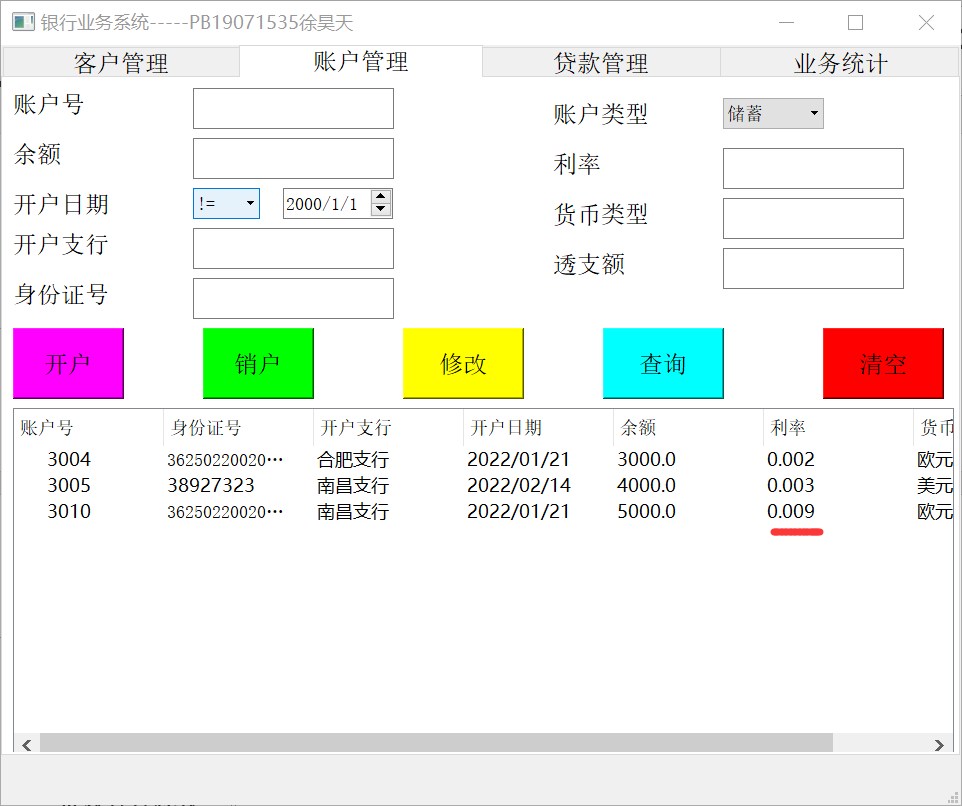 银行业务系统-----PB19071535徐昊天
客户管理 账户管理 贷款管理 业务统计
账户号 账户类型 储蓄
余额 利率
开户日期 != 2000/1/1 货币类型
开户支行 透支额
身份证号
开户 销户 修改 查询 清空
账户号 身份证号 开户支行 开户日期 余额 利率 货币
3004 36250220020… 合肥支行 2022/01/21 3000.0 0.002 欧元
3005 38927323 南昌支行 2022/02/14 4000.0 0.003 美元
3010 36250220020… 南昌支行 2022/01/21 5000.0 0.009 欧元